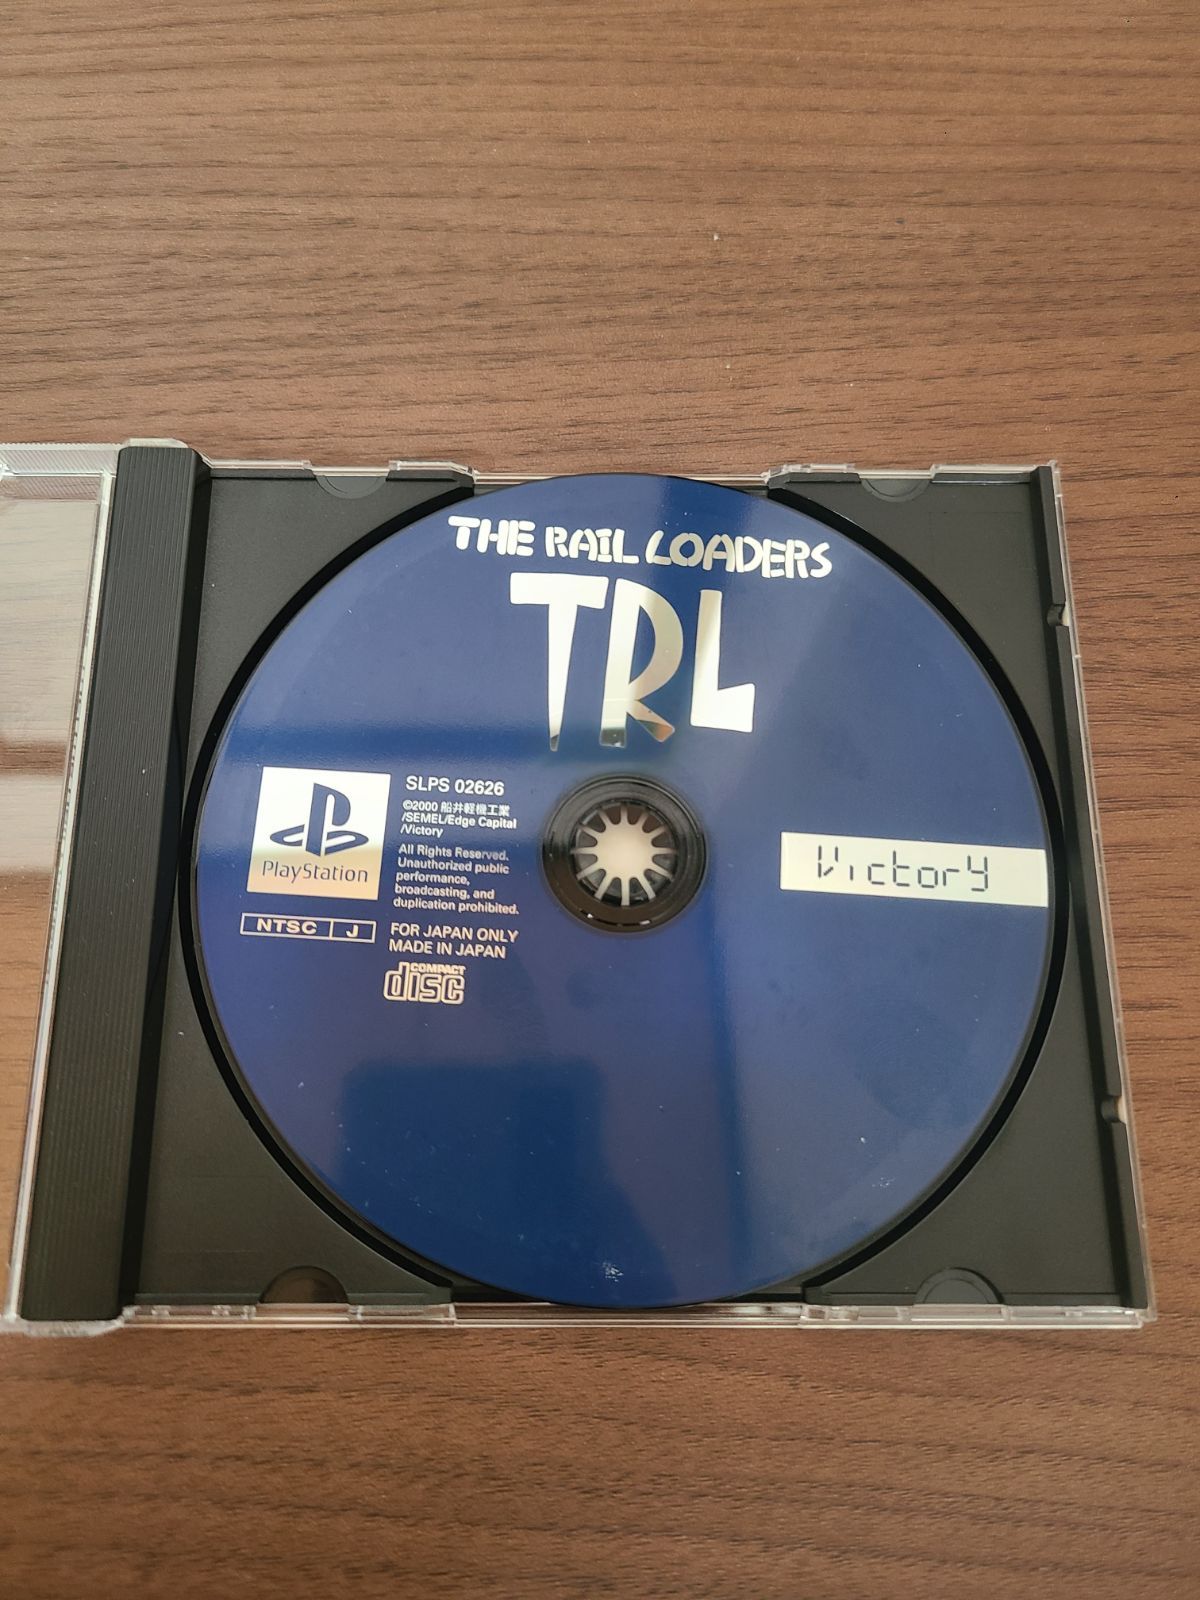 THE RAIL LOADERS
TRL
PlayStation
NTSC J
SLPS 02626
©2000 船井軽機工業
/SEMEL/Edge Capital
/Victory
All Rights Reserved.
Unauthorized public
performance,
broadcasting, and
duplication prohibited.
FOR JAPAN ONLY
MADE IN JAPAN
COMPACT
disc
Victory